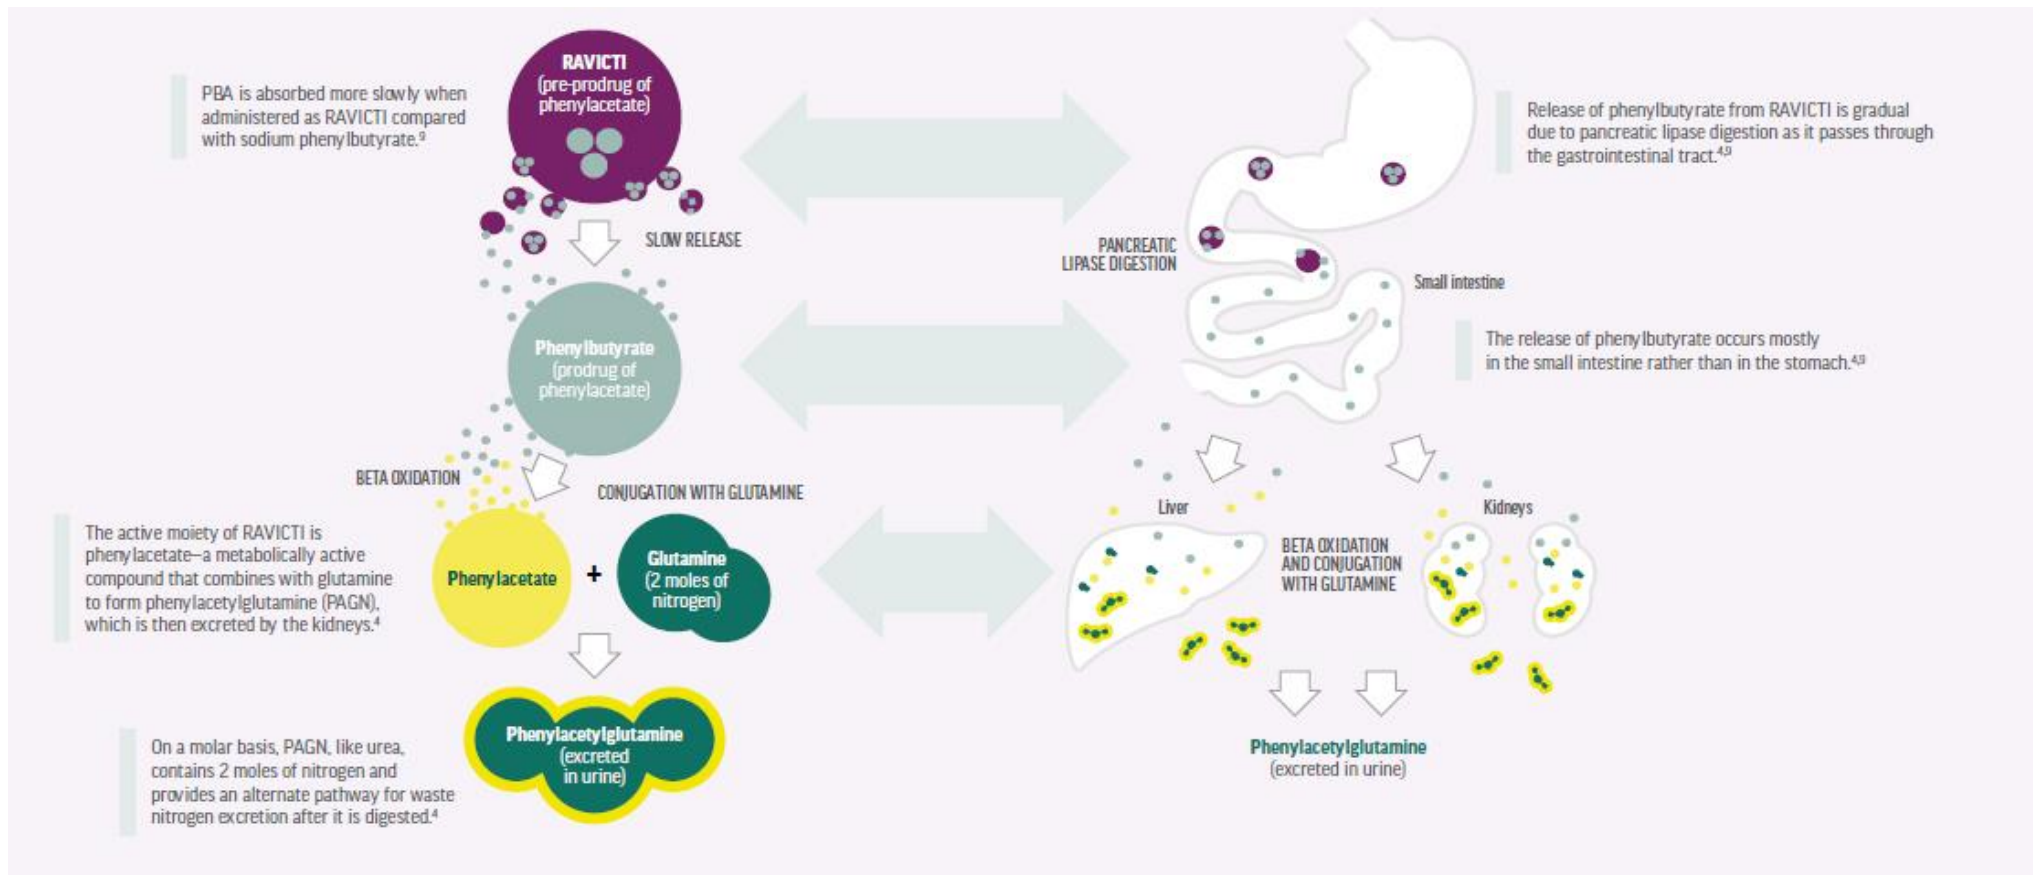 RAVICTI
(pre-prodrug of
phenylacetate)
PBA is absorbed more slowly when
administered as RAVICTI compared
with sodium phenylbutyrate.⁹
SLOW RELEASE
Phenylbutyrate
(prodrug of
phenylacetate)
BETA OXIDATION
CONJUGATION WITH GLUTAMINE
The active moiety of RAVICTI is
phenylacetate—a metabolically active
compound that combines with glutamine
to form phenylacetylglutamine (PAGN),
which is then excreted by the kidneys.⁴
Phenylacetate
+
Glutamine
(2 moles of
nitrogen)
On a molar basis, PAGN, like urea,
contains 2 moles of nitrogen and
provides an alternate pathway for waste
nitrogen excretion after it is digested.⁴
Phenylacetylglutamine
(excreted
in urine)
Release of phenylbutyrate from RAVICTI is gradual
due to pancreatic lipase digestion as it passes through
the gastrointestinal tract.⁴,⁹
PANCREATIC
LIPASE DIGESTION
Small intestine
The release of phenylbutyrate occurs mostly
in the small intestine rather than in the stomach.⁴,⁹
Liver
Kidneys
BETA OXIDATION
AND CONJUGATION
WITH GLUTAMINE
Phenylacetylglutamine
(excreted in urine)